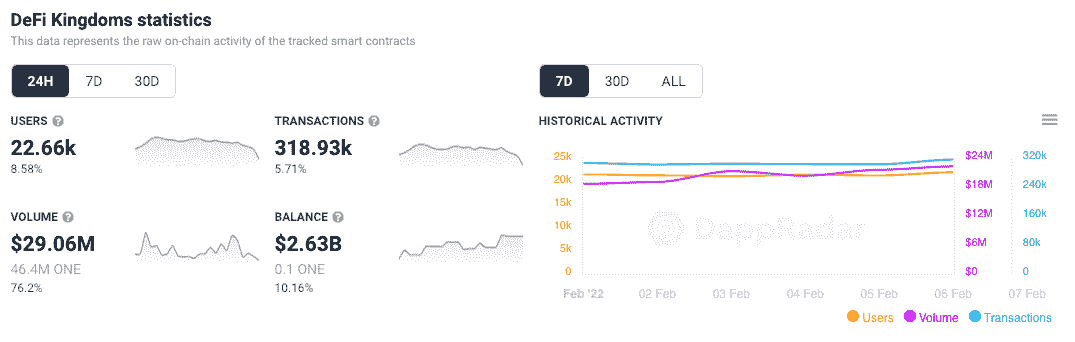 DeFi Kingdoms statistics
This data represents the raw on-chain activity of the tracked smart contracts
24H 7D 30D
USERS ?
22.66k
8.58%
TRANSACTIONS ?
318.93k
5.71%
VOLUME ?
$29.06M
46.4M ONE
76.2%
BALANCE ?
$2.63B
0.1 ONE
10.16%
7D 30D ALL
HISTORICAL ACTIVITY
25k $24M 320k
20k $18M 240k
15k
10k $12M 160k
5k $6M 80k
0 $0 0
DappRadar
Feb '22 02 Feb 03 Feb 04 Feb 05 Feb 06 Feb 07 Feb
Users Volume Transactions